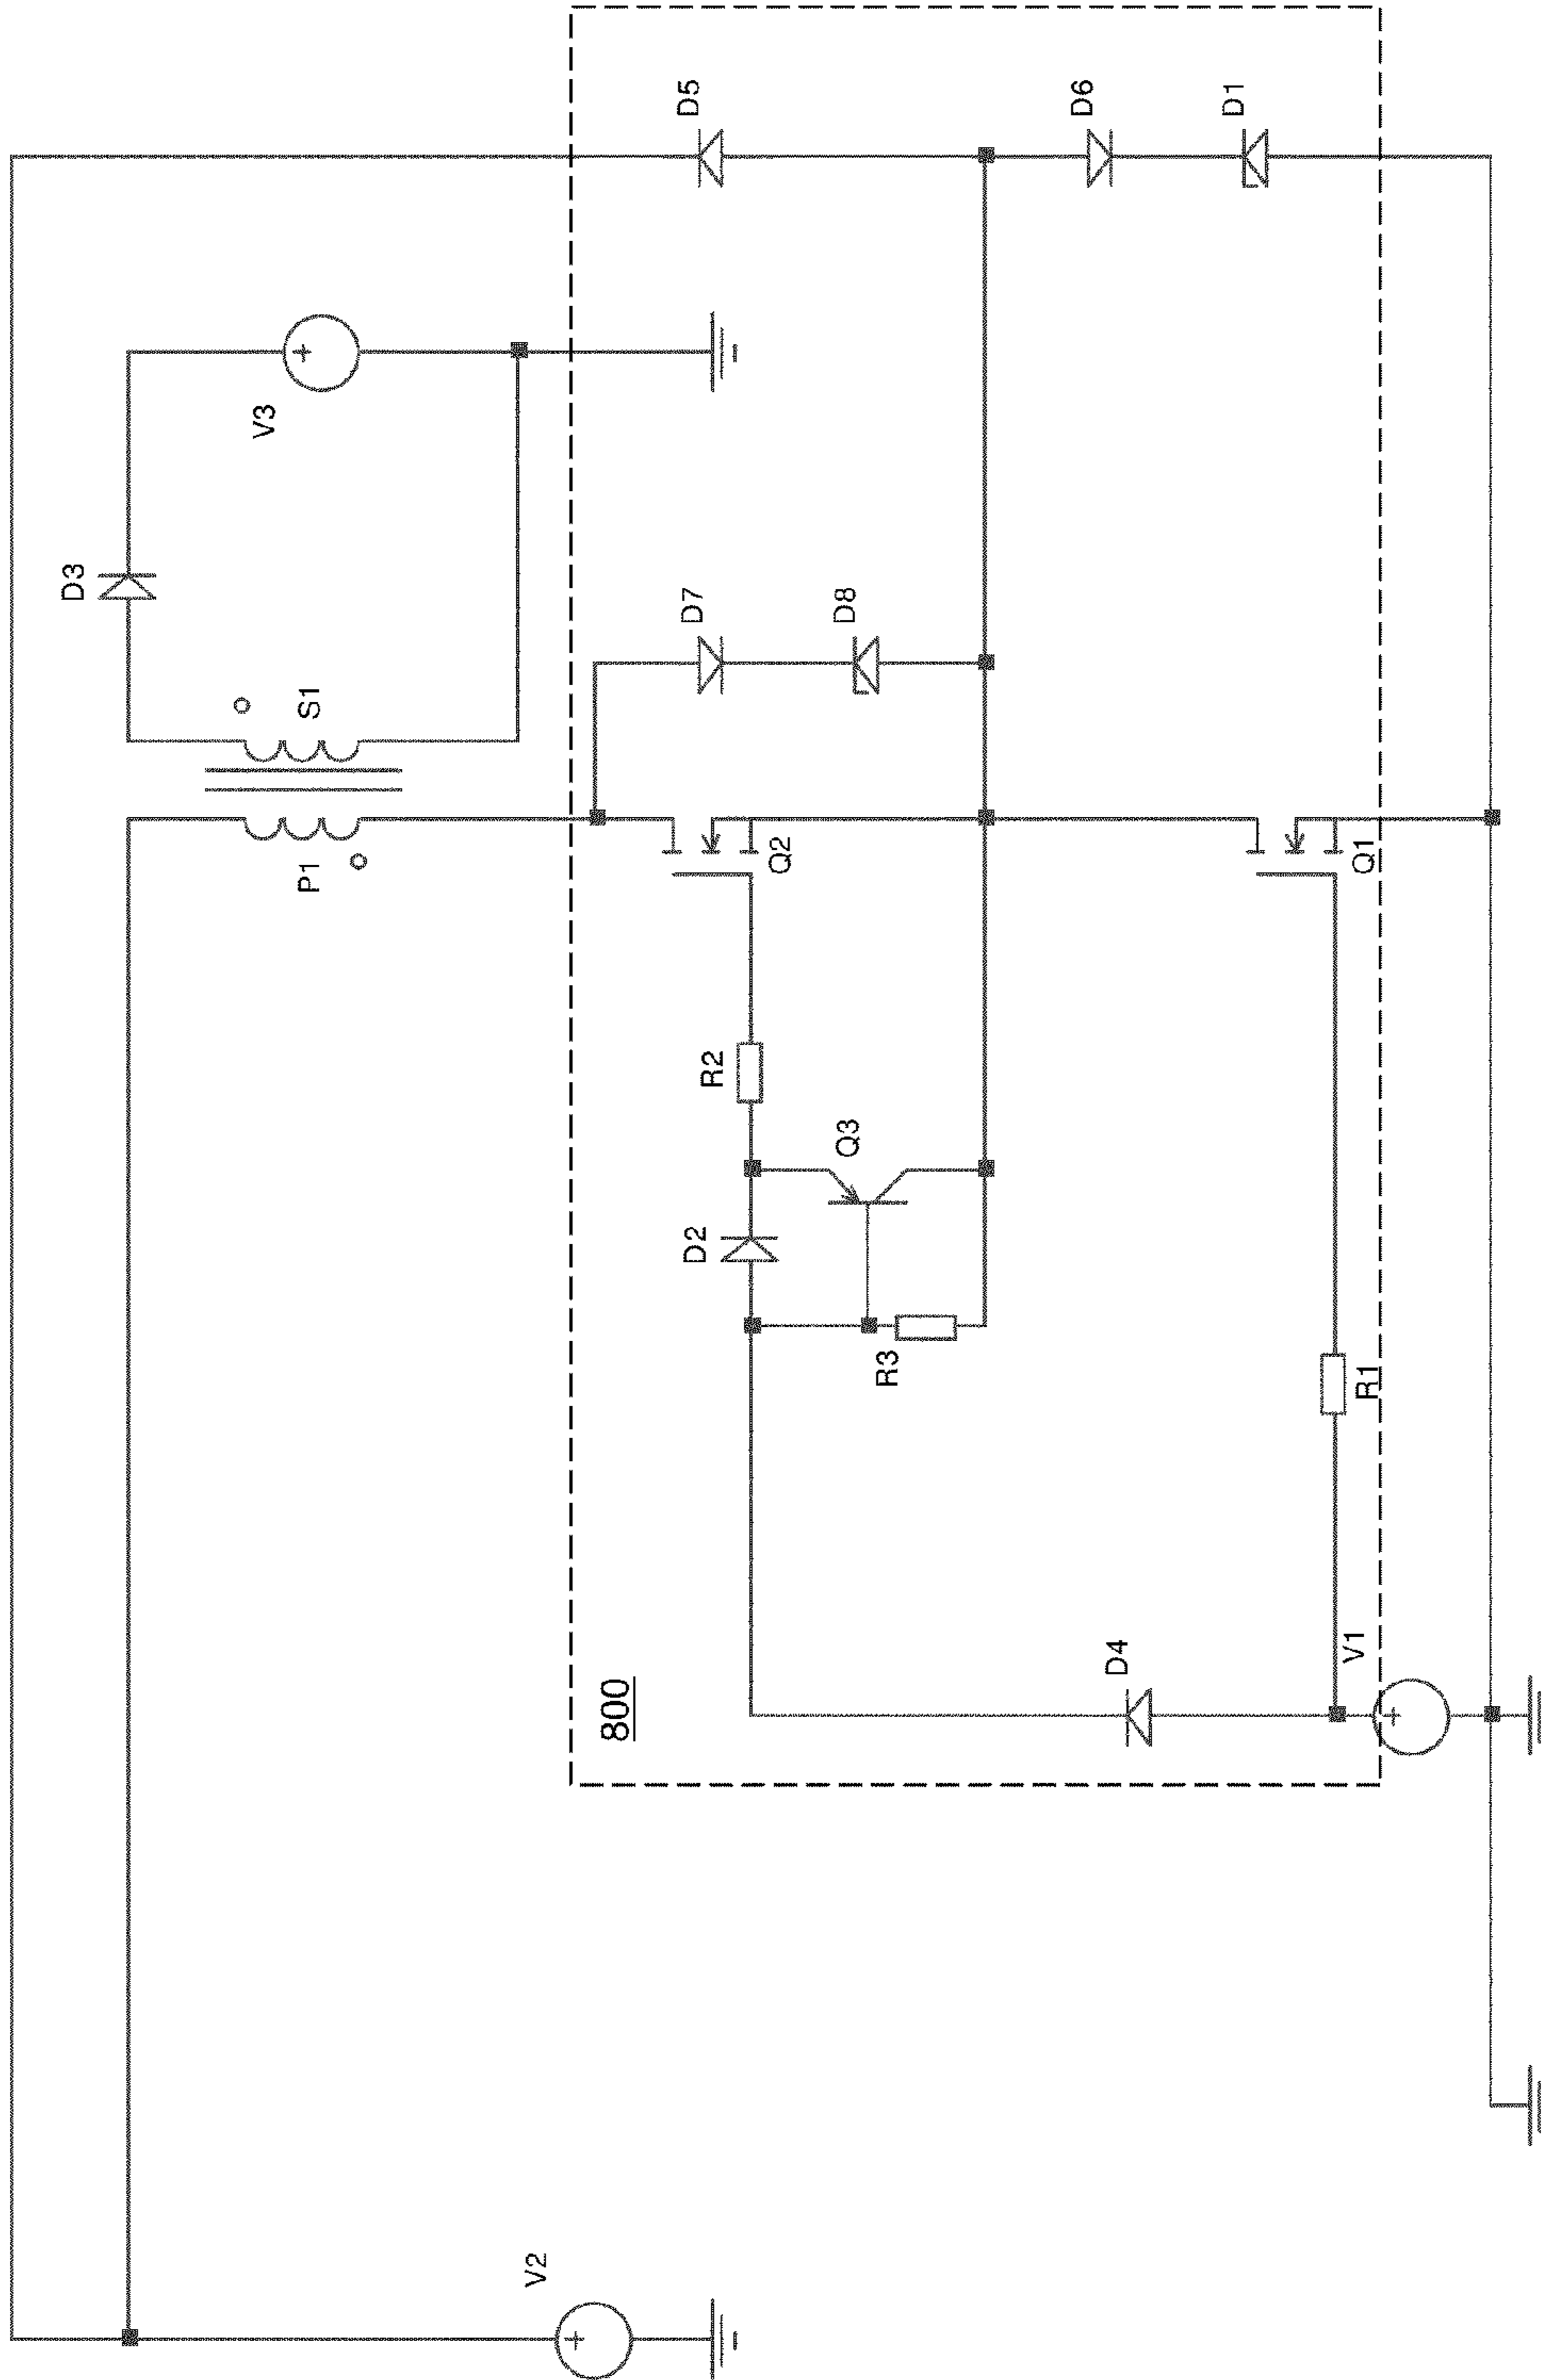 D5
D6
D1
V3
D3
D7
D8
S1
P1
Q2
Q1
R2
Q3
D2
R3
R1
D4
V1
800
V2
+
+
+